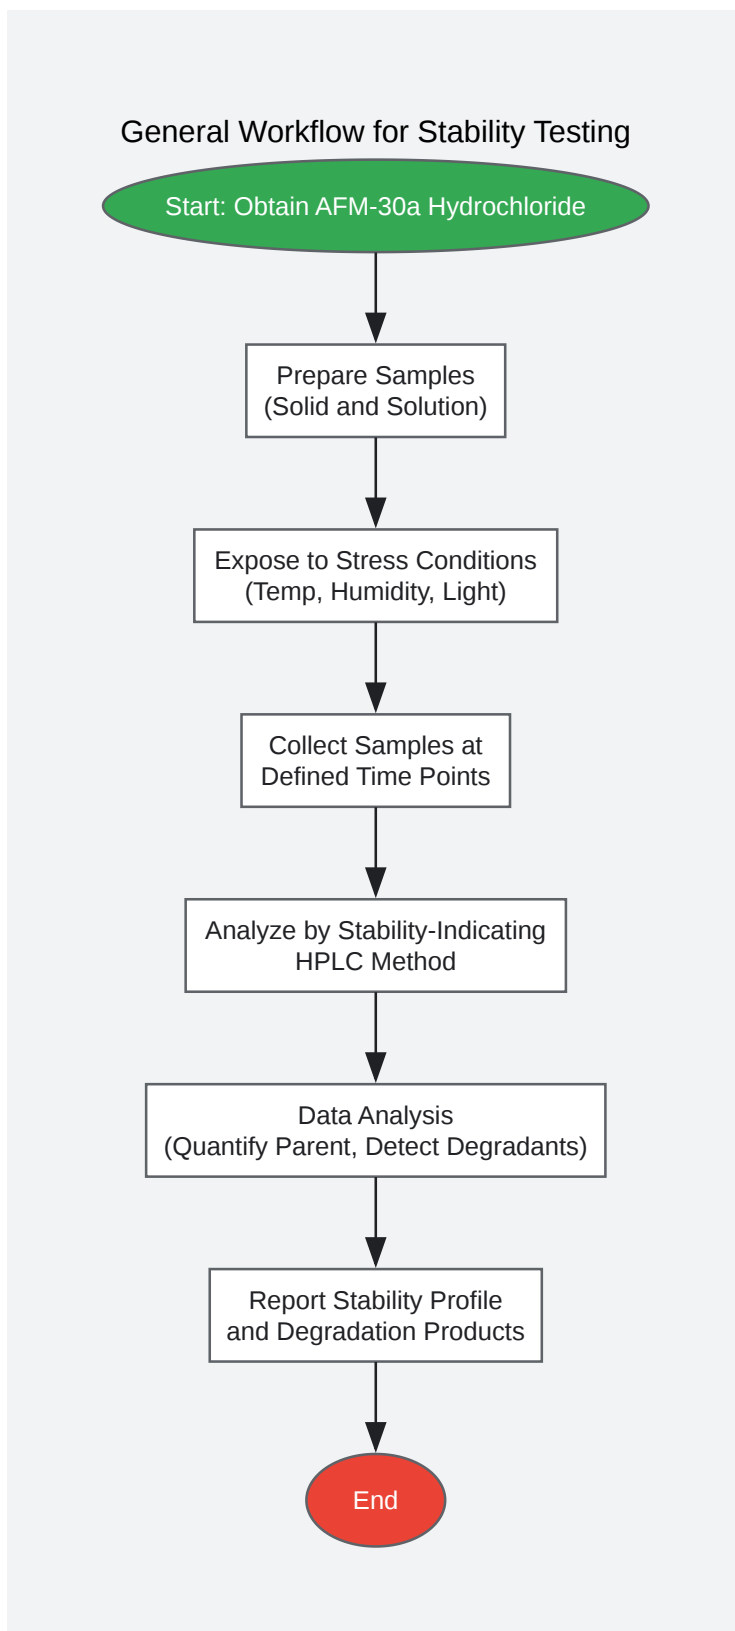 General Workflow for Stability Testing
Start: Obtain AFM-30a Hydrochloride
Prepare Samples
(Solid and Solution)
Expose to Stress Conditions
(Temp, Humidity, Light)
Collect Samples at
Defined Time Points
Analyze by Stability-Indicating
HPLC Method
Data Analysis
(Quantify Parent, Detect Degradants)
Report Stability Profile
and Degradation Products
End